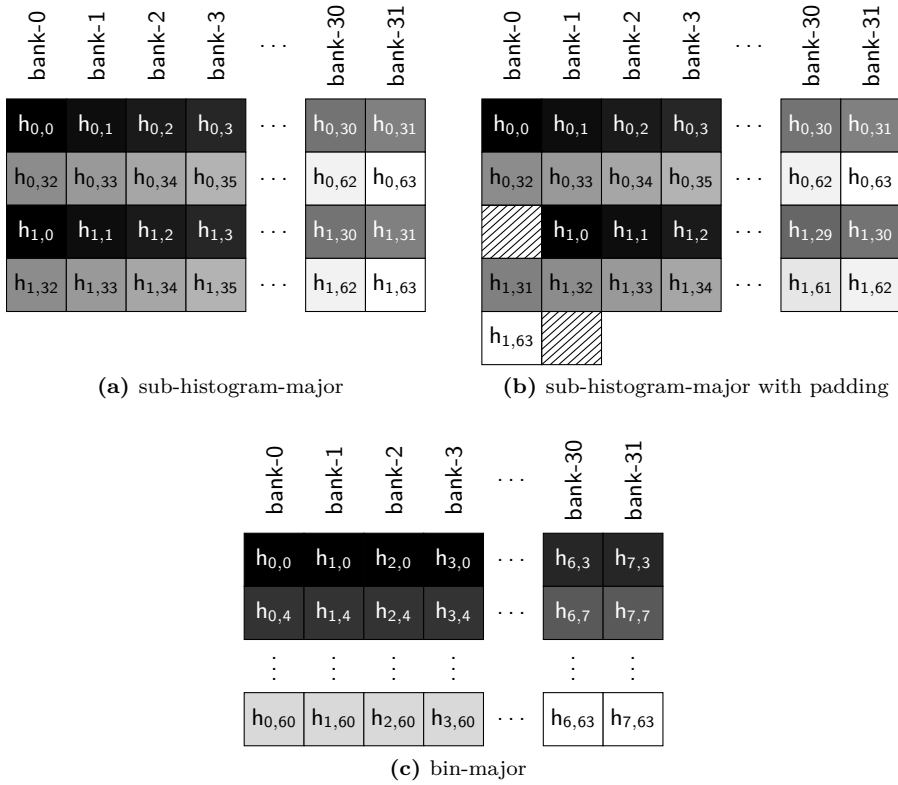 bank-0 bank-1 bank-2 bank-3 · · · bank-30 bank-31
h0,0 h0,1 h0,2 h0,3 · · · h0,30 h0,31
h0,32 h0,33 h0,34 h0,35 · · · h0,62 h0,63
h1,0 h1,1 h1,2 h1,3 · · · h1,30 h1,31
h1,32 h1,33 h1,34 h1,35 · · · h1,62 h1,63
(a) sub-histogram-major
bank-0 bank-1 bank-2 bank-3 · · · bank-30 bank-31
h0,0 h0,1 h0,2 h0,3 · · · h0,30 h0,31
h0,32 h0,33 h0,34 h0,35 · · · h0,62 h0,63
h1,0 h1,1 h1,2 · · · h1,29 h1,30
h1,31 h1,32 h1,33 h1,34 · · · h1,61 h1,62
h1,63
(b) sub-histogram-major with padding
bank-0 bank-1 bank-2 bank-3 · · · bank-30 bank-31
h0,0 h1,0 h2,0 h3,0 · · · h6,3 h7,3
h0,4 h1,4 h2,4 h3,4 · · · h6,7 h7,7
⋮ ⋮ ⋮ ⋮ · · · ⋮ ⋮
h0,60 h1,60 h2,60 h3,60 · · · h6,63 h7,63
(c) bin-major